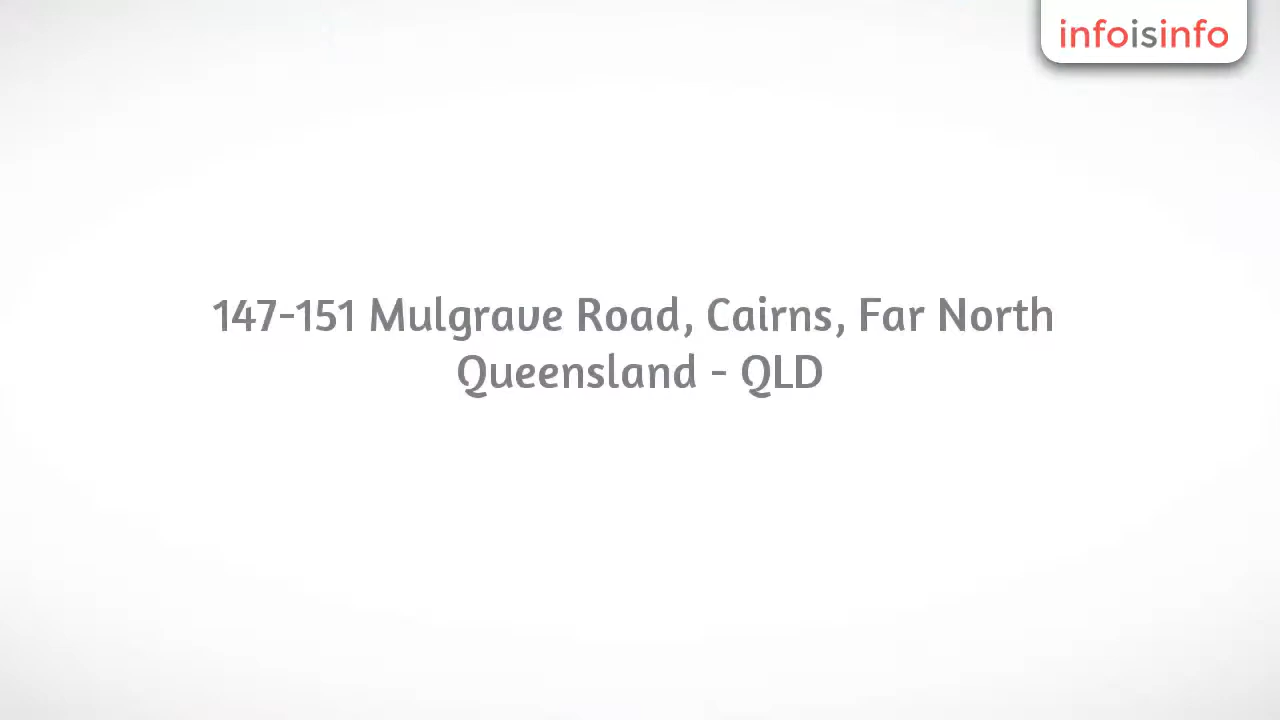 infoisinfo
147-151 Mulgrave Road, Cairns, Far North
Queensland - QLD